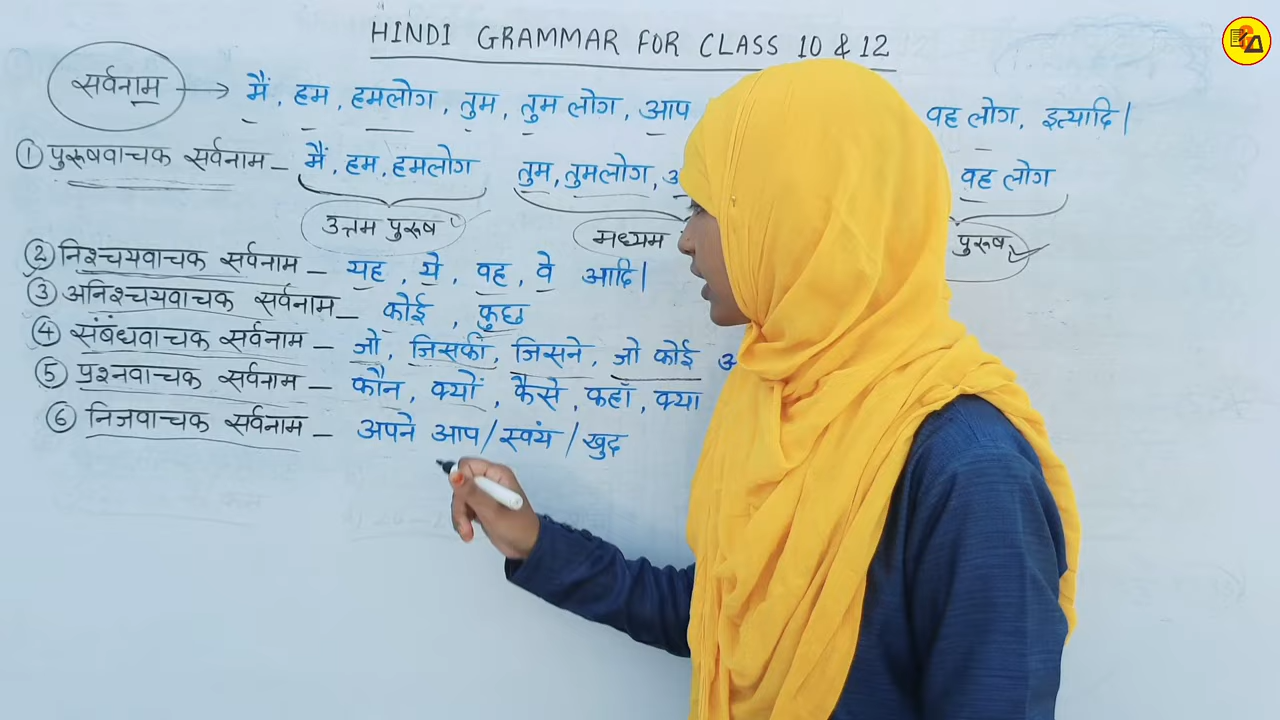 HINDI GRAMMAR FOR CLASS 10 & 12
सर्वनाम → मैं, हम, हमलोग, तुम, तुम लोग, आप वह लोग, इत्यादि|
① पुरूषवाचक सर्वनाम – मैं, हम, हमलोग तुम, तुमलोग, वह लोग
उत्तम पुरूष मध्यम पुरूष
② निश्चयवाचक सर्वनाम – यह, ये, वह, वे आदि|
③ अनिश्चयवाचक सर्वनाम – कोई, कुछ
④ संबंधवाचक सर्वनाम – जो, जिसकी, जिसने, जो कोई
⑤ प्रश्नवाचक सर्वनाम – कौन, क्यों, कैसे, कहाँ, क्या
⑥ निजवाचक सर्वनाम – अपने आप/स्वयं/खुद